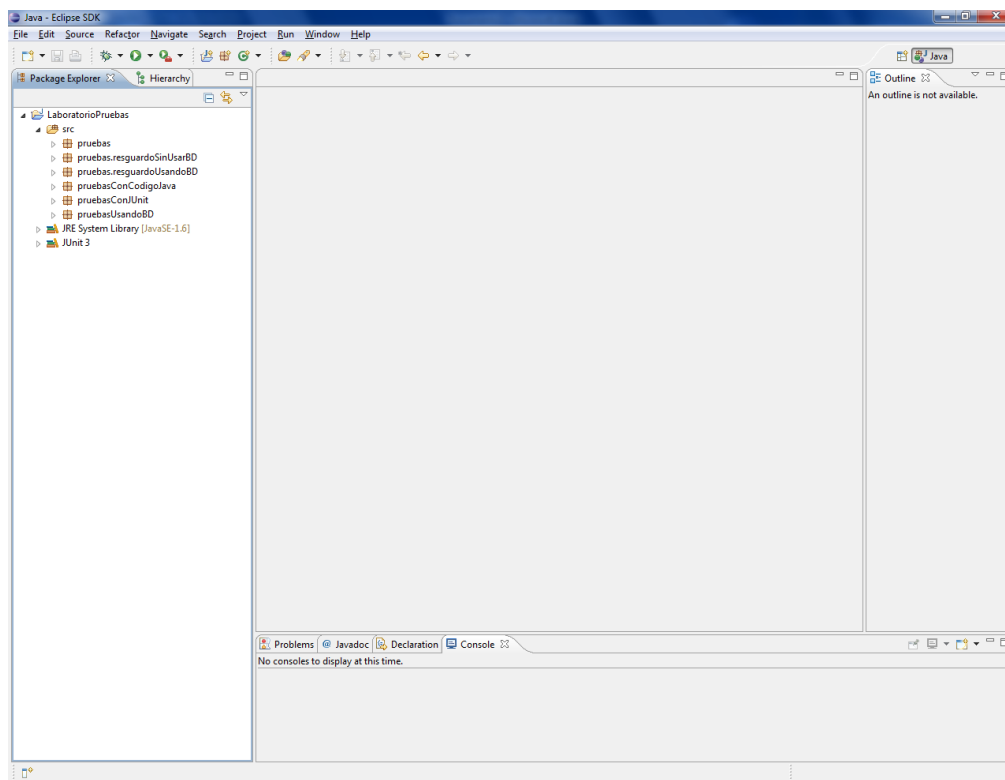 Java - Eclipse SDK
File Edit Source Refactor Navigate Search Project Run Window Help
Java
Package Explorer Hierarchy
Outline
An outline is not available.
LaboratorioPruebas
src
pruebas
pruebas.resguardoSinUsarBD
pruebas.resguardoUsandoBD
pruebasConCodigoJava
pruebasConJUnit
pruebasUsandoBD
JRE System Library [JavaSE-1.6]
JUnit 3
Problems @ Javadoc Declaration Console
No consoles to display at this time.